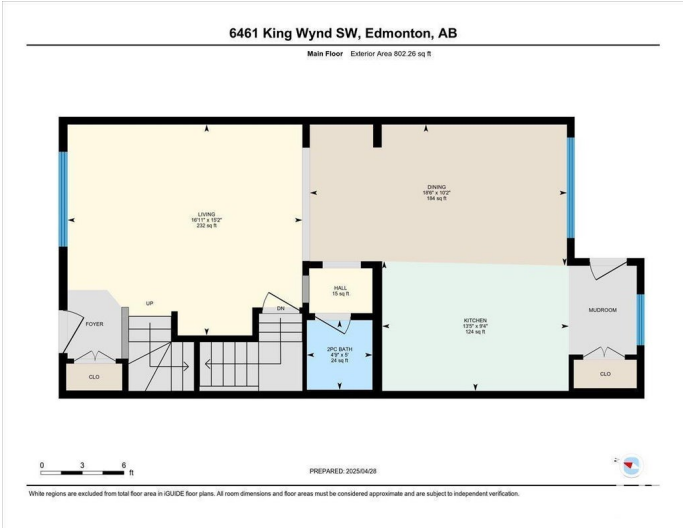 6461 King Wynd SW, Edmonton, AB
Main Floor Exterior Area 802.26 sq ft
LIVING
16'11" x 15'2"
232 sq ft
DINING
16'6" x 10'2"
184 sq ft
HALL
15 sq ft
UP
DN
FOYER
KITCHEN
13'5" x 9'4"
124 sq ft
MUDROOM
2PC BATH
4'9" x 5'
24 sq ft
CLO
CLO
0 3 6
ft
PREPARED: 2025/04/28
White regions are excluded from total floor area in iGUIDE floor plans. All room dimensions and floor areas must be considered approximate and are subject to independent verification.